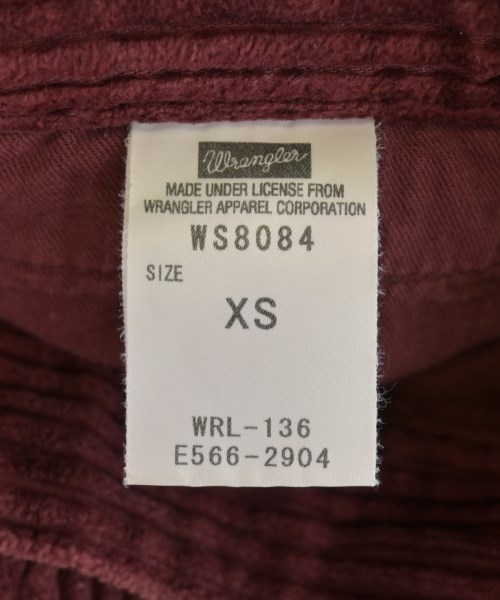 Wrangler
MADE UNDER LICENSE FROM
WRANGLER APPAREL CORPORATION
WS8084
SIZE
XS
WRL-136
E566-2904